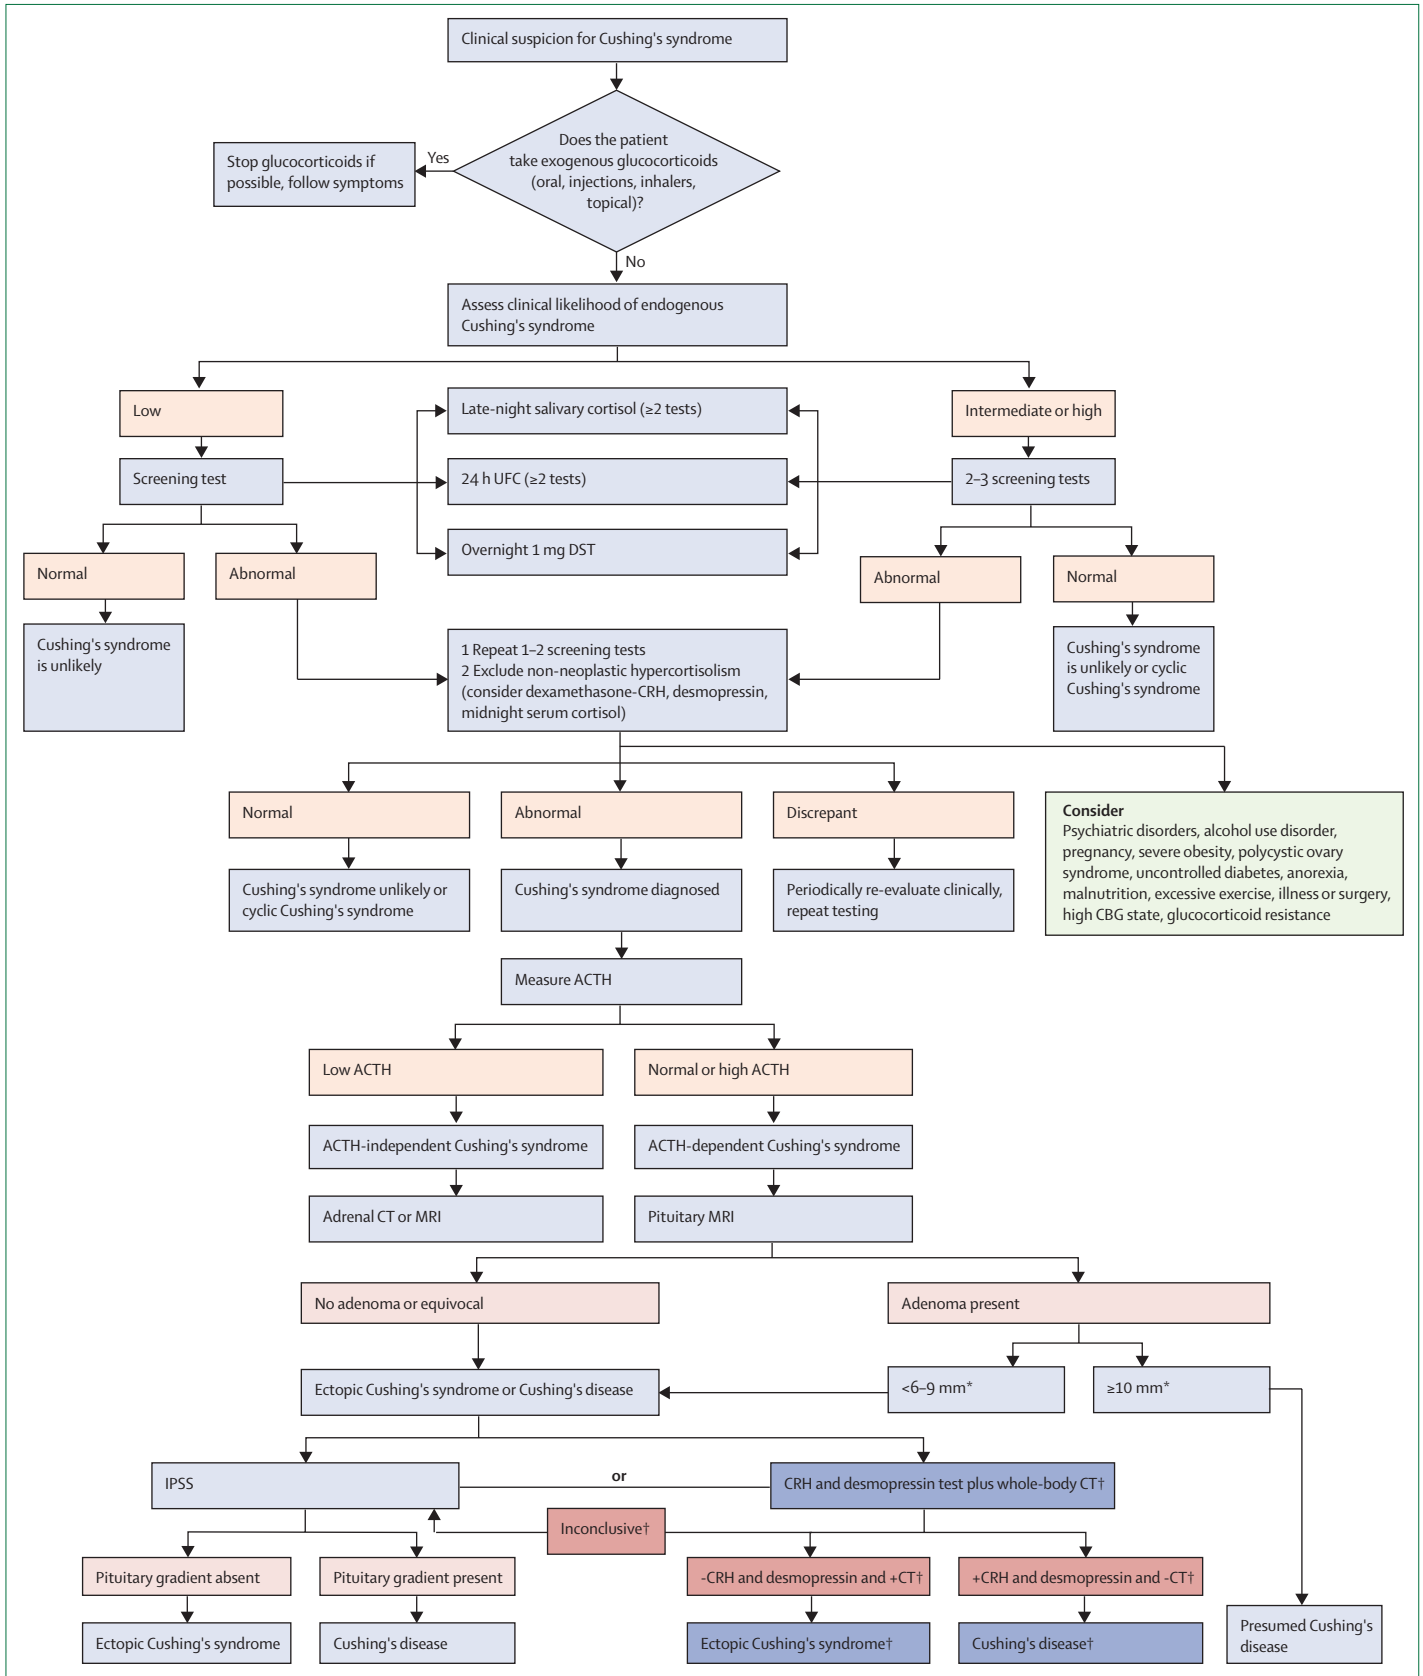 Clinical suspicion for Cushing's syndrome
Does the patient
take exogenous glucocorticoids
(oral, injections, inhalers,
topical)?
Yes
Stop glucocorticoids if
possible, follow symptoms
No
Assess clinical likelihood of endogenous
Cushing's syndrome
Low
Late-night salivary cortisol (≥2 tests)
Intermediate or high
Screening test
24 h UFC (≥2 tests)
2–3 screening tests
Overnight 1 mg DST
Normal
Abnormal
Abnormal
Normal
Cushing's syndrome
is unlikely
1 Repeat 1–2 screening tests
2 Exclude non-neoplastic hypercortisolism
(consider dexamethasone-CRH, desmopressin,
midnight serum cortisol)
Cushing's syndrome
is unlikely or cyclic
Cushing's syndrome
Normal
Abnormal
Discrepant
Consider
Psychiatric disorders, alcohol use disorder,
pregnancy, severe obesity, polycystic ovary
syndrome, uncontrolled diabetes, anorexia,
malnutrition, excessive exercise, illness or surgery,
high CBG state, glucocorticoid resistance
Cushing's syndrome unlikely or
cyclic Cushing's syndrome
Cushing's syndrome diagnosed
Periodically re-evaluate clinically,
repeat testing
Measure ACTH
Low ACTH
Normal or high ACTH
ACTH-independent Cushing's syndrome
ACTH-dependent Cushing's syndrome
Adrenal CT or MRI
Pituitary MRI
No adenoma or equivocal
Adenoma present
Ectopic Cushing's syndrome or Cushing's disease
<6–9 mm*
≥10 mm*
IPSS
or
CRH and desmopressin test plus whole-body CT†
Inconclusive†
Pituitary gradient absent
Pituitary gradient present
-CRH and desmopressin and +CT†
+CRH and desmopressin and -CT†
Ectopic Cushing's syndrome
Cushing's disease
Ectopic Cushing's syndrome†
Cushing's disease†
Presumed Cushing's
disease